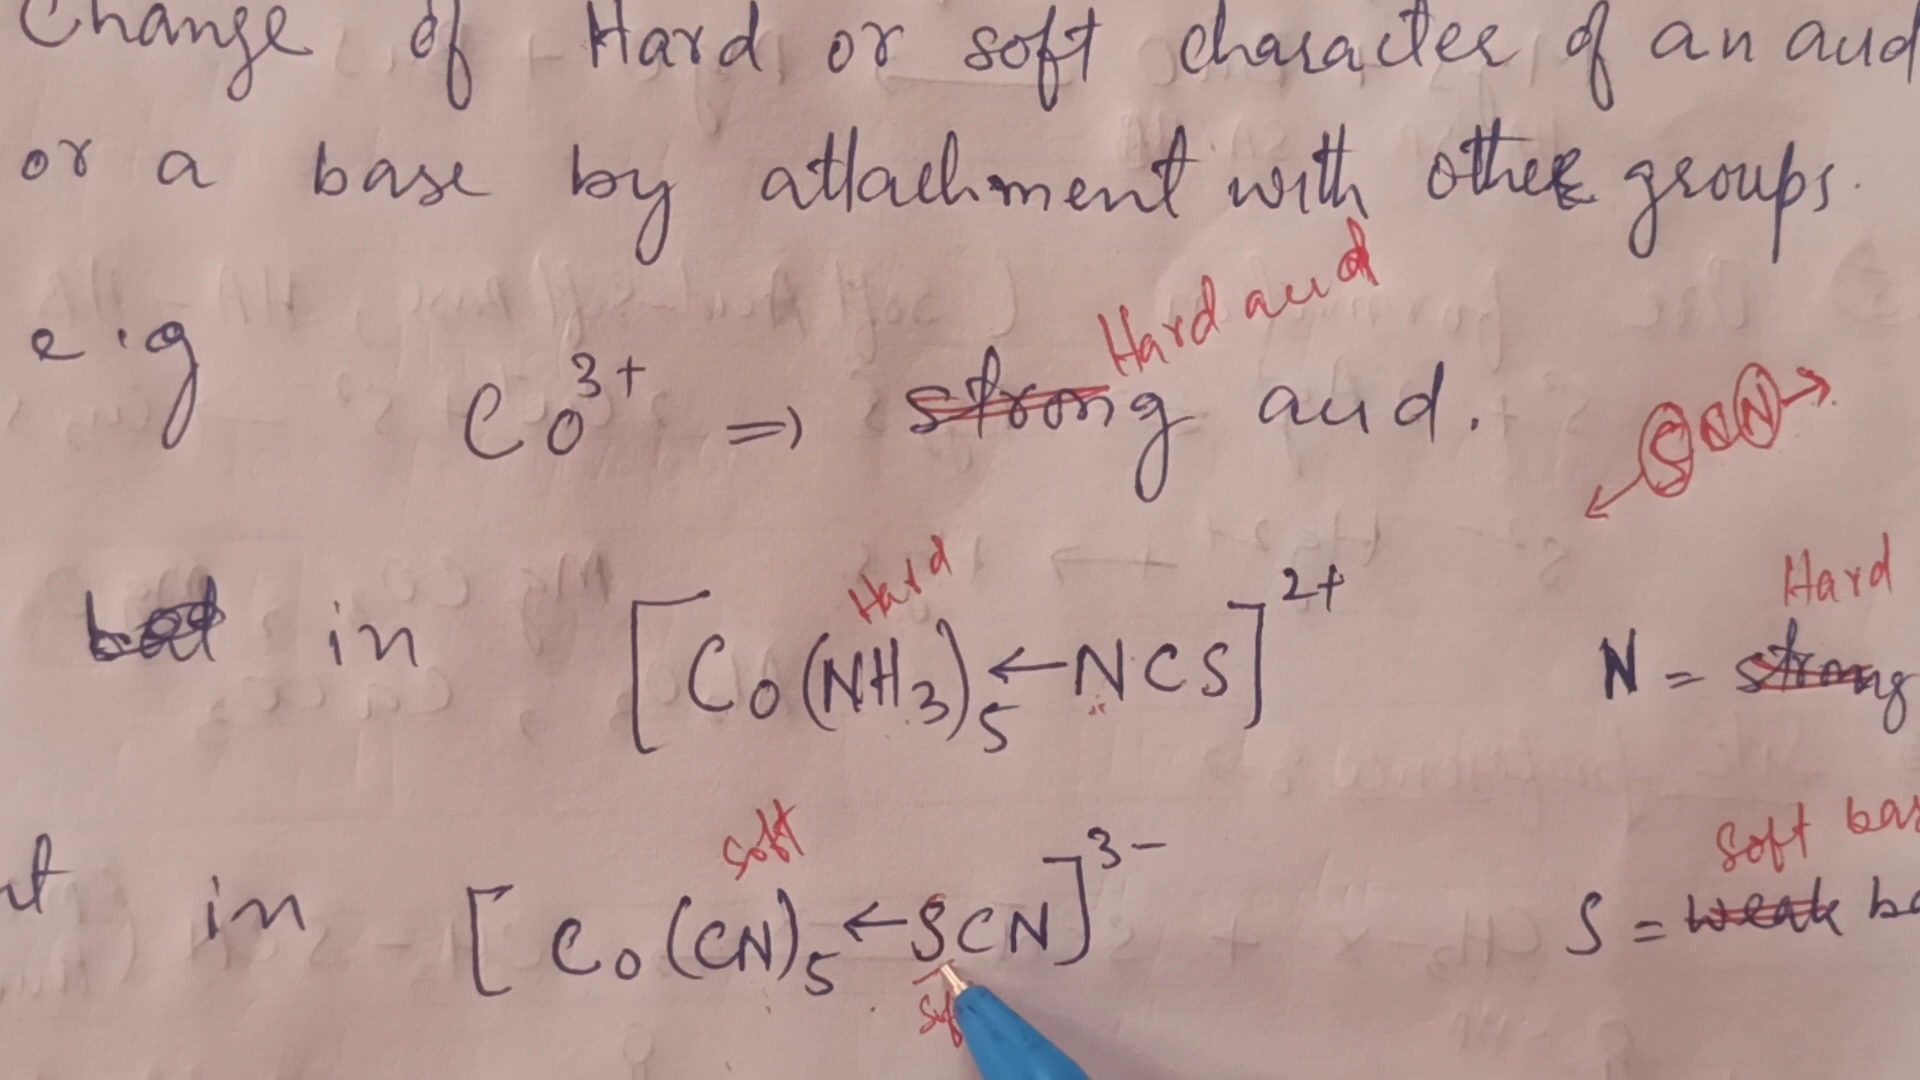 Change of Hard or soft character of an acid
or a base by attachment with other groups.
Hard acid
e.g Co³⁺ ⇒ strong acid.
S C N
Hard Hard
in [Co(NH₃)₅←NCS]²⁺ N = strong
soft soft bas
in [Co(CN)₅←SCN]³⁻ S = weak ba